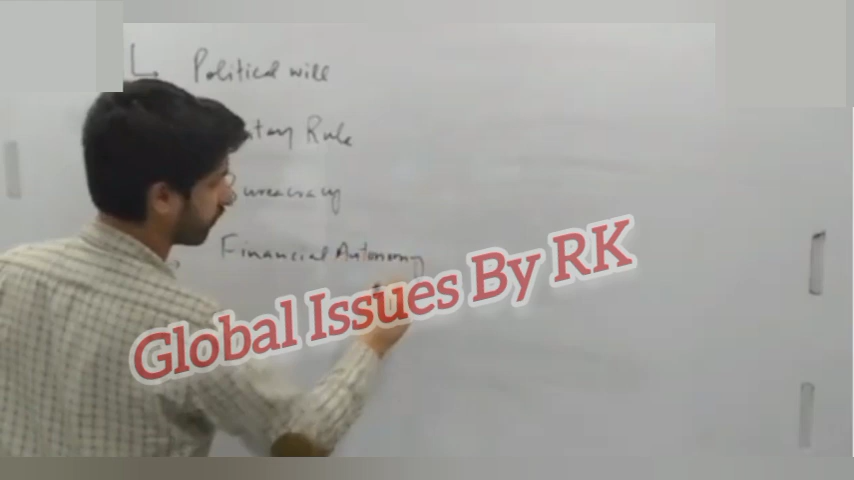 Political will
Rule
Financial Autonomy
Global Issues By RK